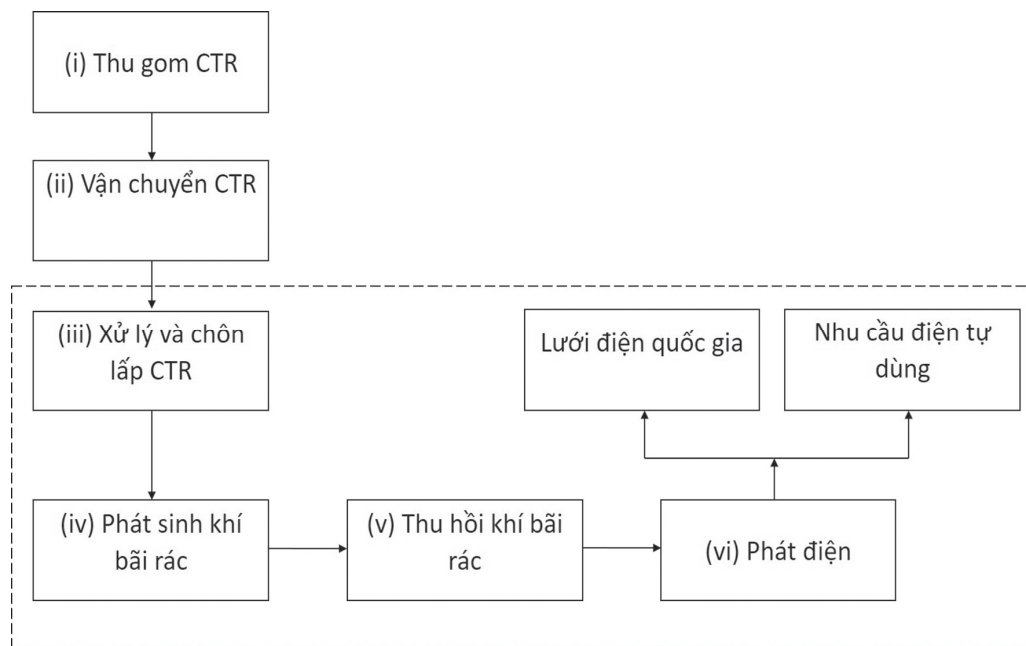 (i) Thu gom CTR
(ii) Vận chuyển CTR
(iii) Xử lý và chôn
lấp CTR
Lưới điện quốc gia
Nhu cầu điện tự
dùng
(iv) Phát sinh khí
bãi rác
(v) Thu hồi khí bãi
rác
(vi) Phát điện